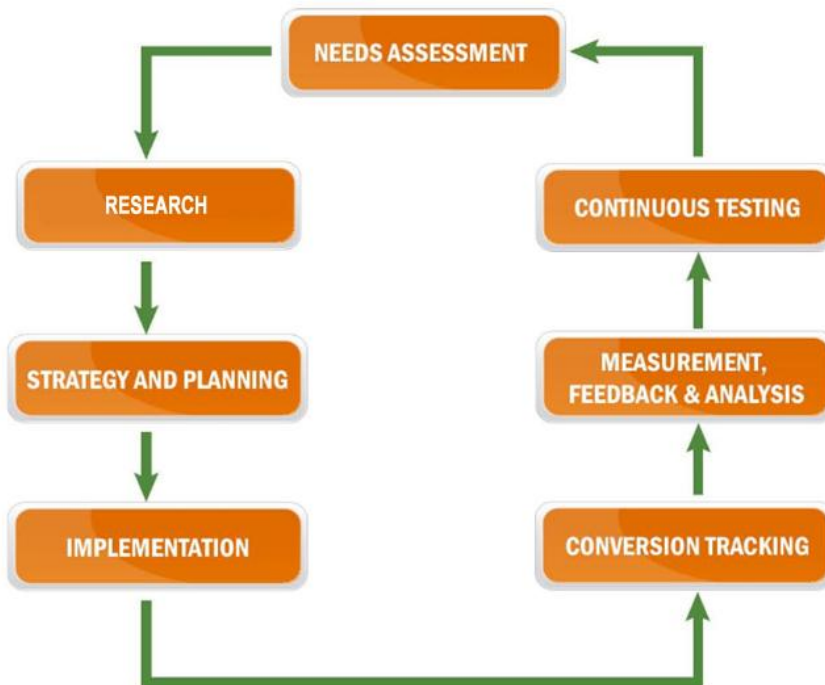 NEEDS ASSESSMENT
RESEARCH
STRATEGY AND PLANNING
IMPLEMENTATION
CONVERSION TRACKING
MEASUREMENT,
FEEDBACK & ANALYSIS
CONTINUOUS TESTING